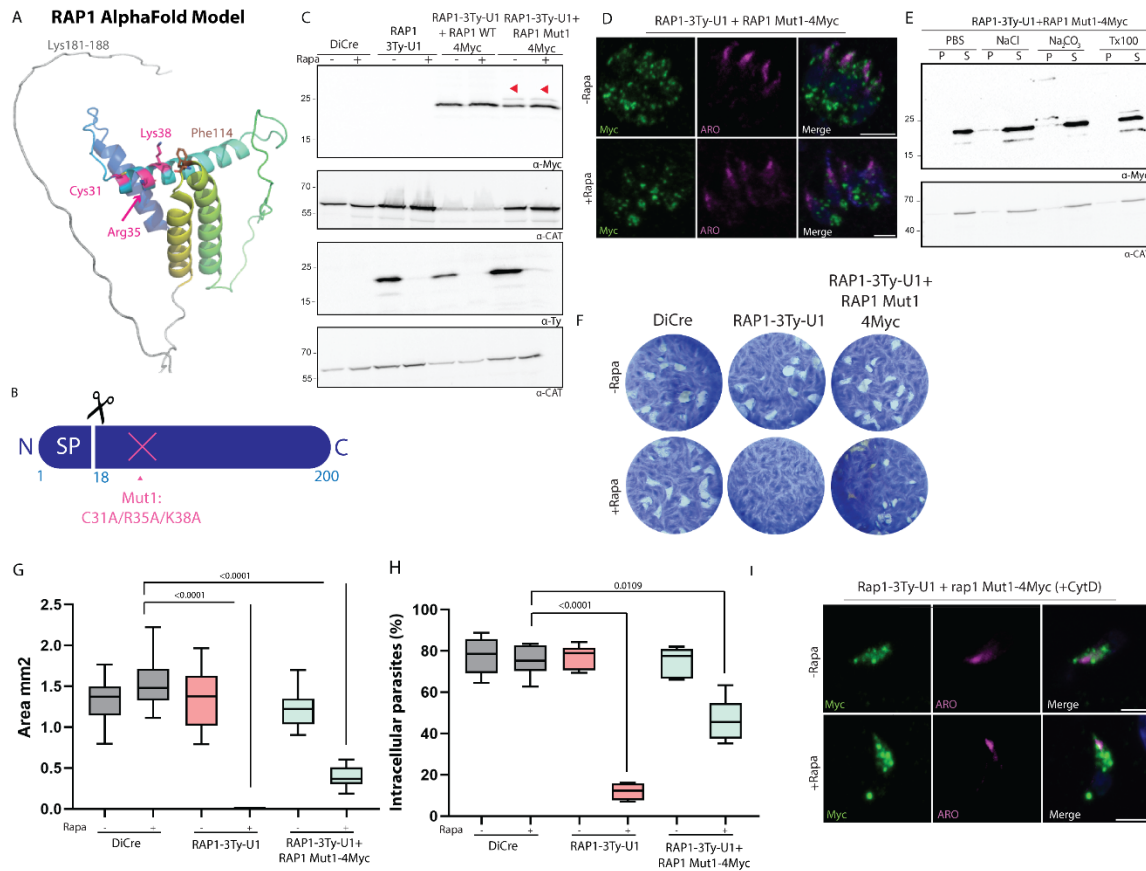 A
RAP1 AlphaFold Model
Lys181-188
Lys38
Phe114
Cys31
Arg35
B
N
SP
C
1
18
200
Mut1:
C31A/R35A/K38A
C
DiCre
RAP1
3Ty-U1
RAP1-3Ty-U1
+ RAP1 WT
4Myc
RAP1-3Ty-U1+
RAP1 Mut1
4Myc
Rapa
-
+
-
+
-
+
-
+
25
15
α-Myc
70
55
α-CAT
25
15
α-Ty
70
55
α-CAT
D
RAP1-3Ty-U1 + RAP1 Mut1-4Myc
-Rapa
Myc
ARO
Merge
+Rapa
Myc
ARO
Merge
E
RAP1-3Ty-U1+RAP1 Mut1-4Myc
PBS
NaCl
Na₂CO₃
Tx100
P
S
P
S
P
S
P
S
25
15
α-Myc
70
40
α-CAT
F
DiCre
RAP1-3Ty-U1
RAP1-3Ty-U1+
RAP1 Mut1
4Myc
-Rapa
+Rapa
G
<0.0001
<0.0001
Area mm2
2.5
2.0
1.5
1.0
0.5
0.0
Rapa
-
+
-
+
-
+
DiCre
RAP1-3Ty-U1
RAP1-3Ty-U1+
RAP1 Mut1-4Myc
H
0.0109
<0.0001
Intracellular parasites (%)
100
80
60
40
20
0
Rapa
-
+
-
+
-
+
DiCre
RAP1-3Ty-U1
RAP1-3Ty-U1+
RAP1 Mut1-4Myc
I
Rap1-3Ty-U1 + rap1 Mut1-4Myc (+CytD)
-Rapa
Myc
ARO
Merge
+Rapa
Myc
ARO
Merge